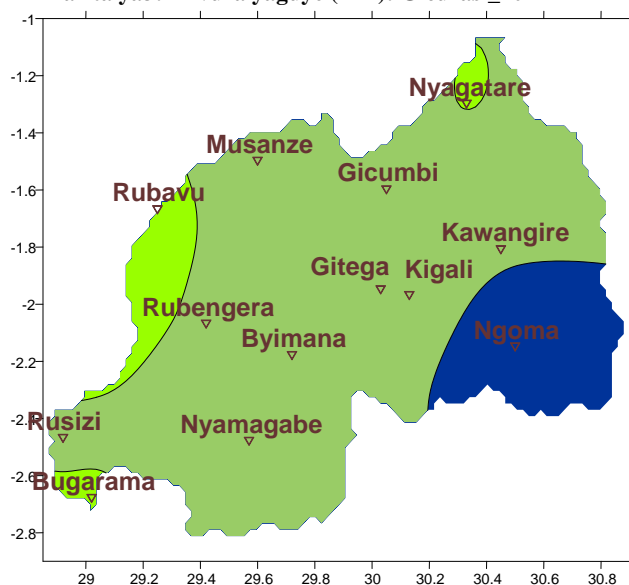 -1
-1.2
-1.4
-1.6
-1.8
-2
-2.2
-2.4
-2.6
-2.8
Nyagatare
Musanze
Gicumbi
Rubavu
Kawangire
Gitega
Kigali
Rubengera
Byimana
Ngoma
Rusizi
Nyamagabe
Bugarama
29 29.2 29.4 29.6 29.8 30 30.2 30.4 30.6 30.8